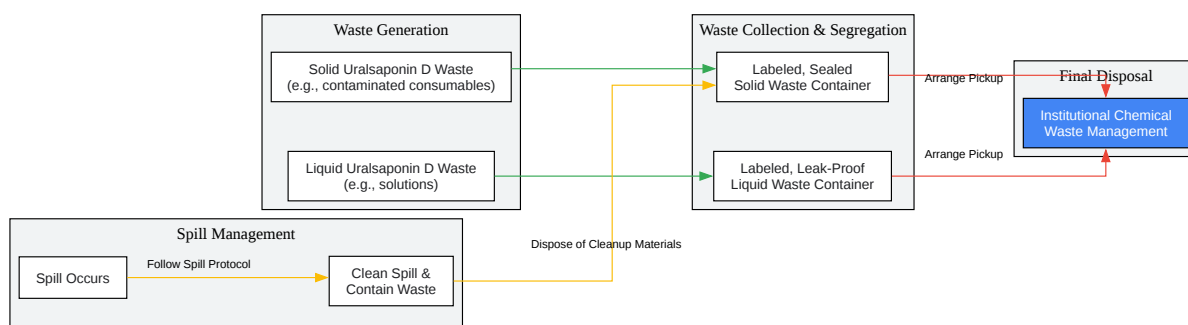 Waste Generation
Solid Uralsaponin D Waste
(e.g., contaminated consumables)
Liquid Uralsaponin D Waste
(e.g., solutions)
Waste Collection & Segregation
Labeled, Sealed
Solid Waste Container
Labeled, Leak-Proof
Liquid Waste Container
Arrange Pickup
Arrange Pickup
Final Disposal
Institutional Chemical
Waste Management
Spill Management
Spill Occurs
Follow Spill Protocol
Clean Spill &
Contain Waste
Dispose of Cleanup Materials